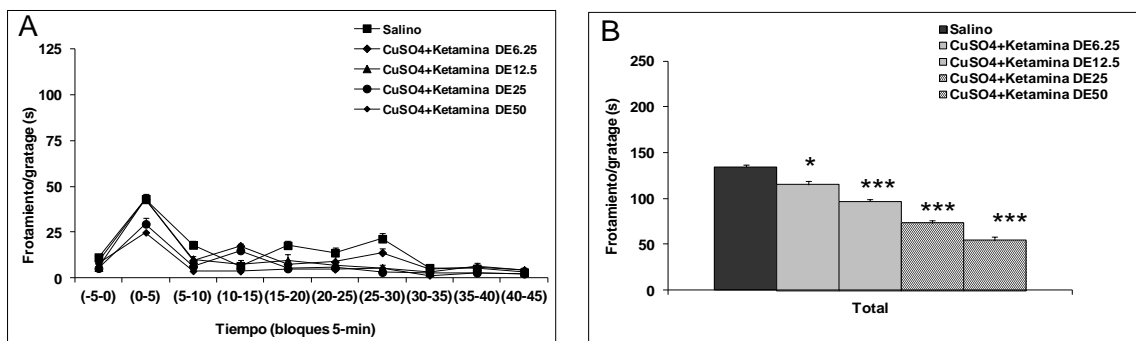 A
Salino
CuSO4+Ketamina DE6.25
CuSO4+Ketamina DE12.5
CuSO4+Ketamina DE25
CuSO4+Ketamina DE50
125
100
75
50
25
0
Frotamiento/gratage (s)
(-5-0) (0-5) (5-10) (10-15) (15-20) (20-25) (25-30) (30-35) (35-40) (40-45)
Tiempo (bloques 5-min)
B
Salino
CuSO4+Ketamina DE6.25
CuSO4+Ketamina DE12.5
CuSO4+Ketamina DE25
CuSO4+Ketamina DE50
250
200
150
100
50
0
Frotamiento/gratage (s)
* *** *** ***
Total